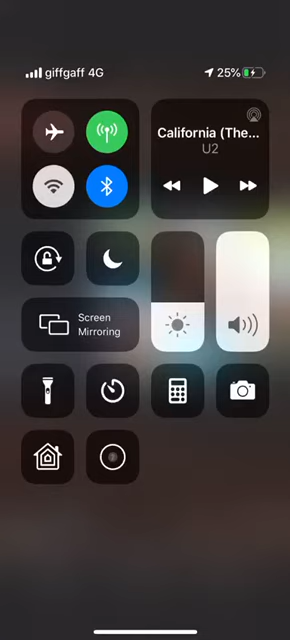 giffgaff 4G
25%
California (The...
U2
Screen
Mirroring